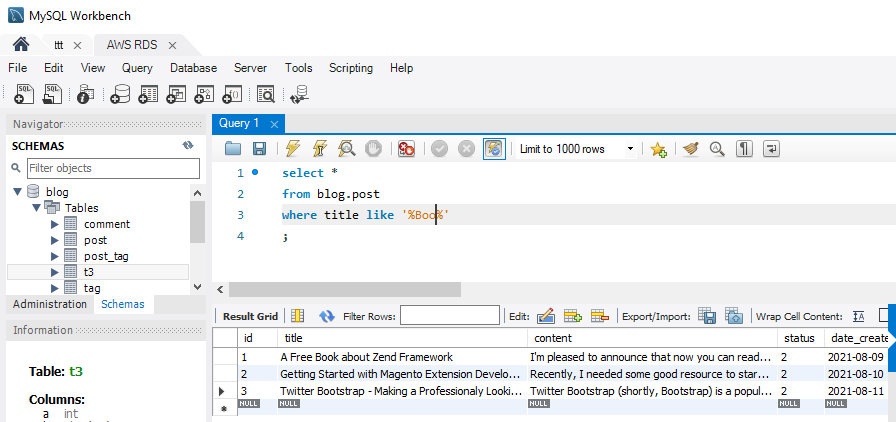 MySQL Workbench
ttt AWS RDS
File Edit View Query Database Server Tools Scripting Help
Navigator
SCHEMAS
Filter objects
blog
Tables
comment
post
post_tag
t3
tag
Administration Schemas
Information
Table: t3
Columns:
a int
Query 1
Limit to 1000 rows
1 select *
2 from blog.post
3 where title like '%Boo%'
4 ;
Result Grid Filter Rows: Edit: Export/Import: Wrap Cell Content:
id title content status date_create
1 A Free Book about Zend Framework I'm pleased to announce that now you can read... 2 2021-08-09
2 Getting Started with Magento Extension Develo... Recently, I needed some good resource to star... 2 2021-08-10
3 Twitter Bootstrap - Making a Professionaly Looki... Twitter Bootstrap (shortly, Bootstrap) is a popul... 2 2021-08-11
NULL NULL NULL NULL NULL